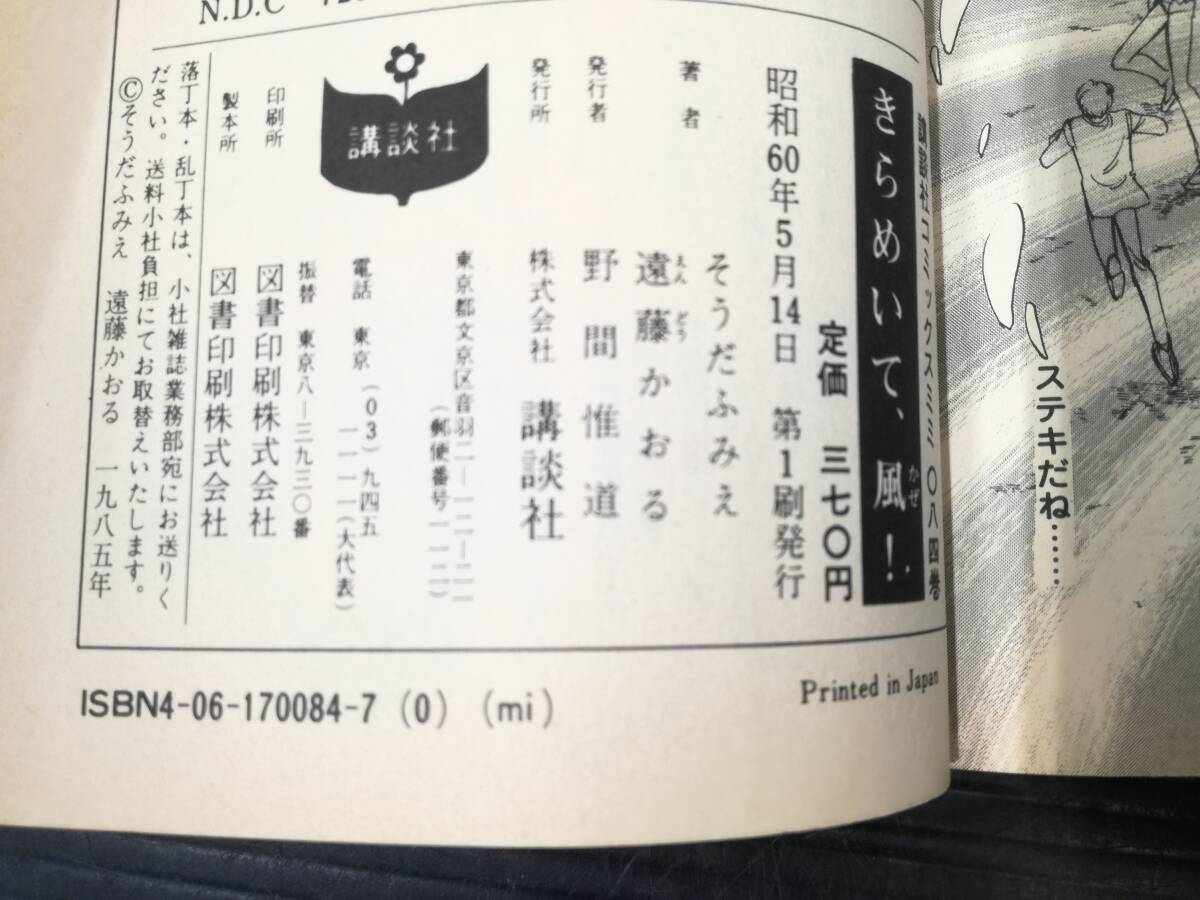 ステキだね……
N.D.C
講談社コミックスミミ 〇八四巻
きらめいて、風！
かぜ
定価 三七〇円
昭和60年5月14日 第1刷発行
著者 そうだふみえ
遠藤かおる
えんどう
発行者 野間惟道
発行所 株式会社 講談社
東京都文京区音羽二―一二―二一
（郵便番号一一二）
電話 東京（03）九四五
一一一一（大代表）
振替 東京八―三九三〇番
講談社
印刷所 図書印刷株式会社
製本所 図書印刷株式会社
落丁本・乱丁本は、小社雑誌業務部宛にお送りく
ださい。送料小社負担にてお取替えいたします。
©そうだふみえ 遠藤かおる 一九八五年
ISBN4-06-170084-7 (0) (mi)
Printed in Japan